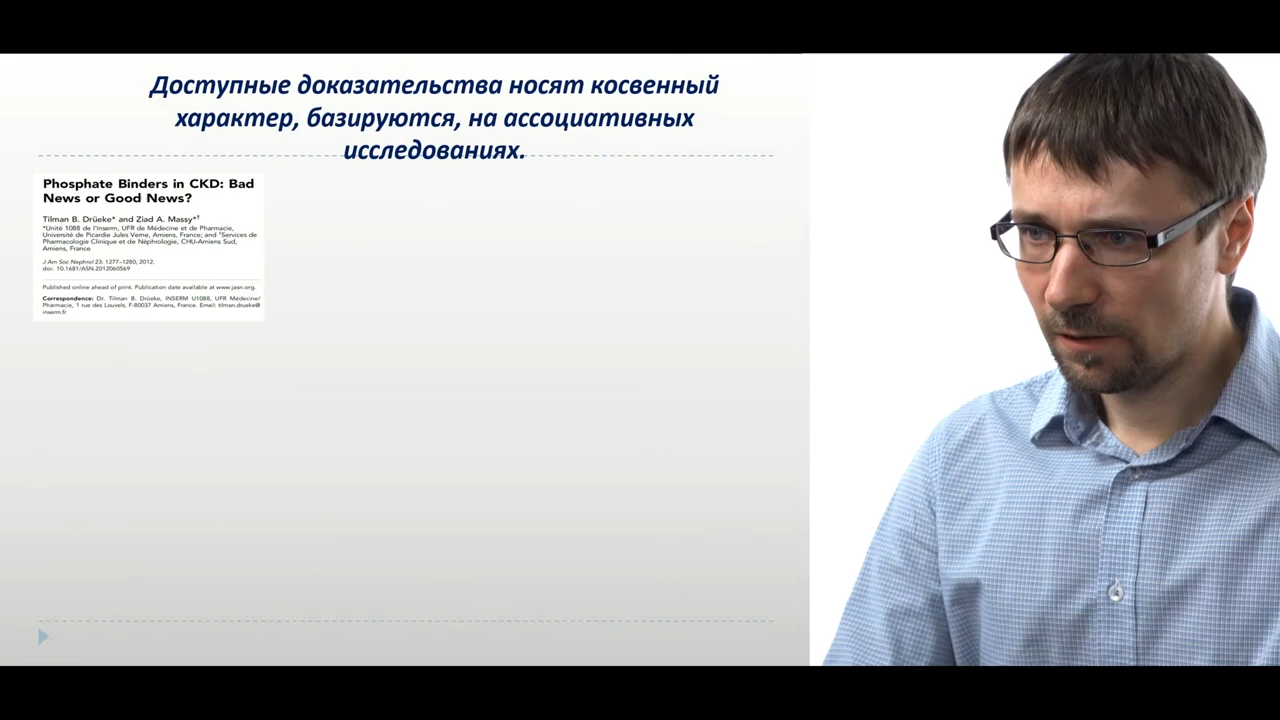 Доступные доказательства носят косвенный
характер, базируются, на ассоциативных
исследованиях.
Phosphate Binders in CKD: Bad
News or Good News?
Tilman B. Drüeke* and Ziad A. Massy*†
*Unité 1088 de l'Inserm, UFR de Médecine et de Pharmacie,
Université de Picardie Jules Verne, Amiens, France; and †Services de
Pharmacologie Clinique et de Néphrologie, CHU-Amiens Sud,
Amiens, France
J Am Soc Nephrol 23: 1277–1280, 2012.
doi: 10.1681/ASN.2012060569
Published online ahead of print. Publication date available at www.jasn.org.
Correspondence: Dr. Tilman B. Drüeke, INSERM U1088, UFR Médecine/
Pharmacie, 1 rue des Louvels, F-80037 Amiens, France. Email: tilman.drueke@
inserm.fr